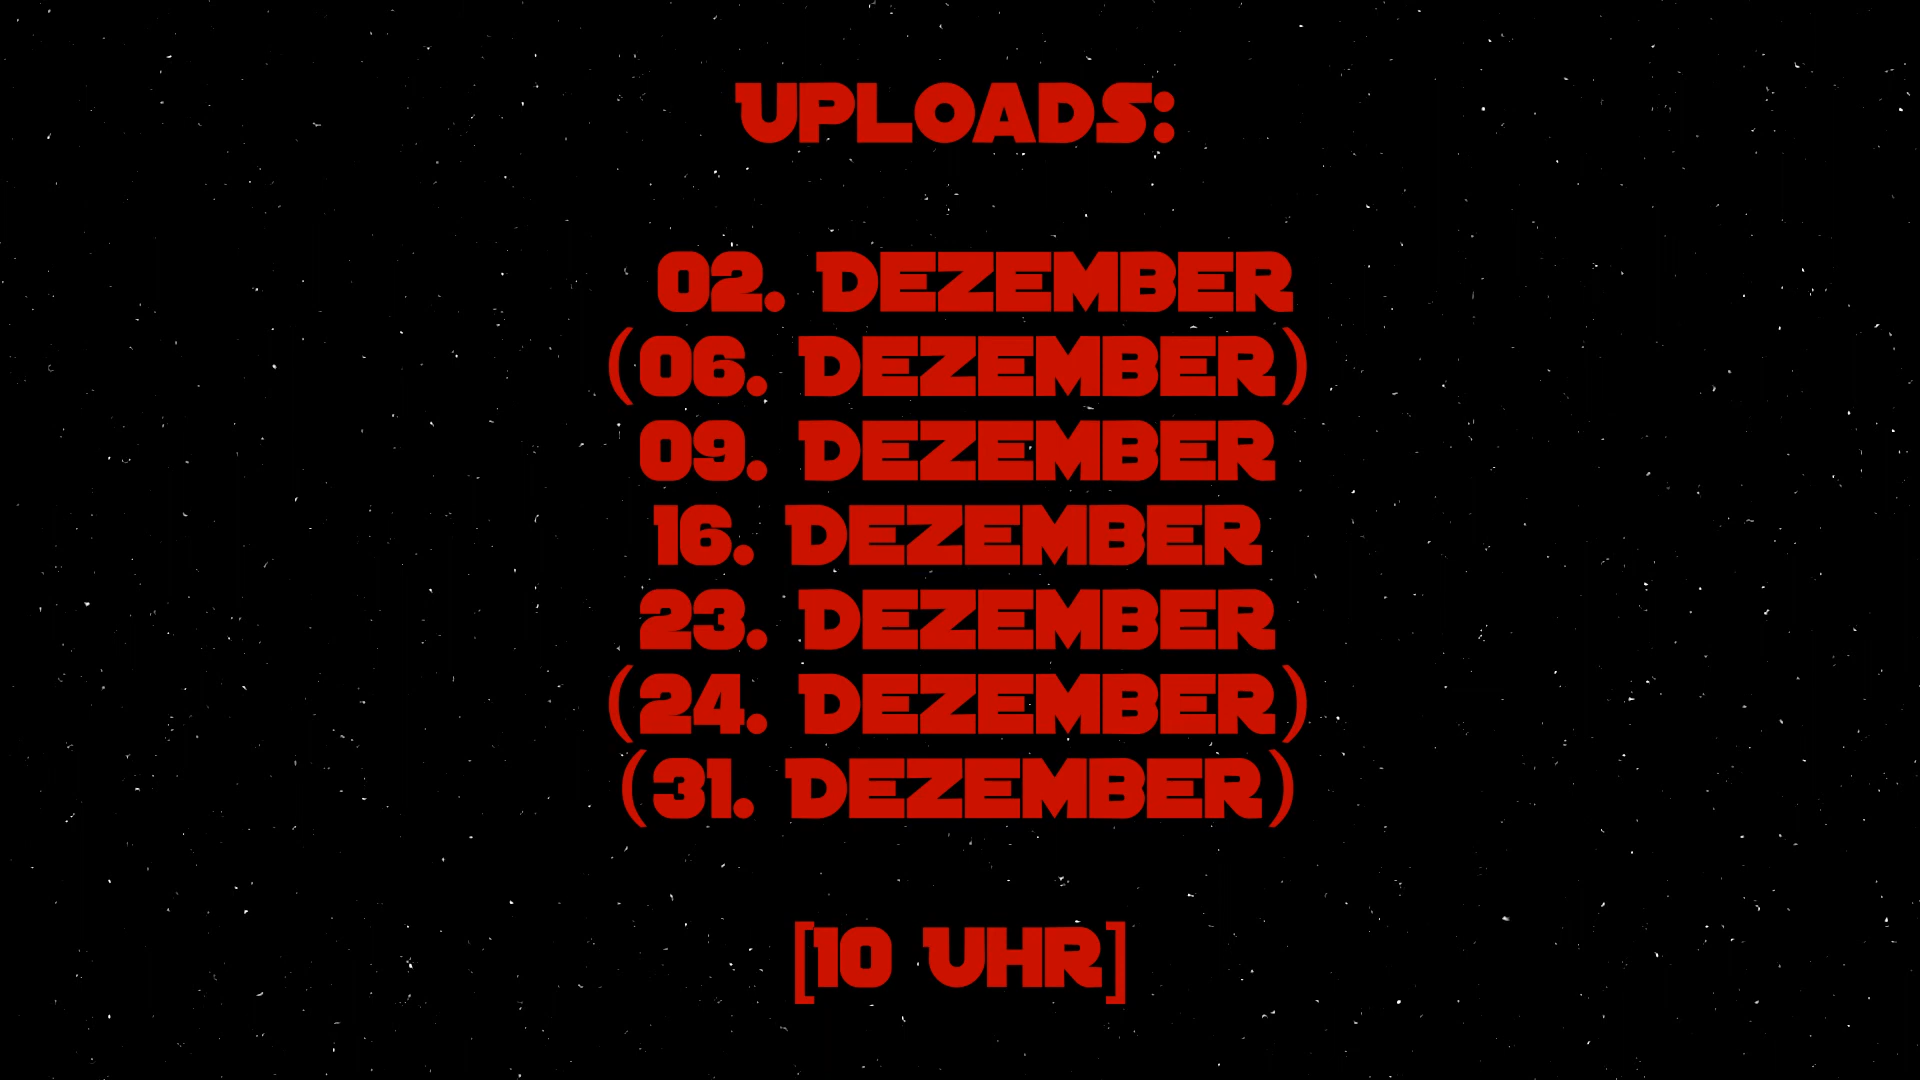 UPLOADS:
02. DEZEMBER
(06. DEZEMBER)
09. DEZEMBER
16. DEZEMBER
23. DEZEMBER
(24. DEZEMBER)
(31. DEZEMBER)
[10 UHR]